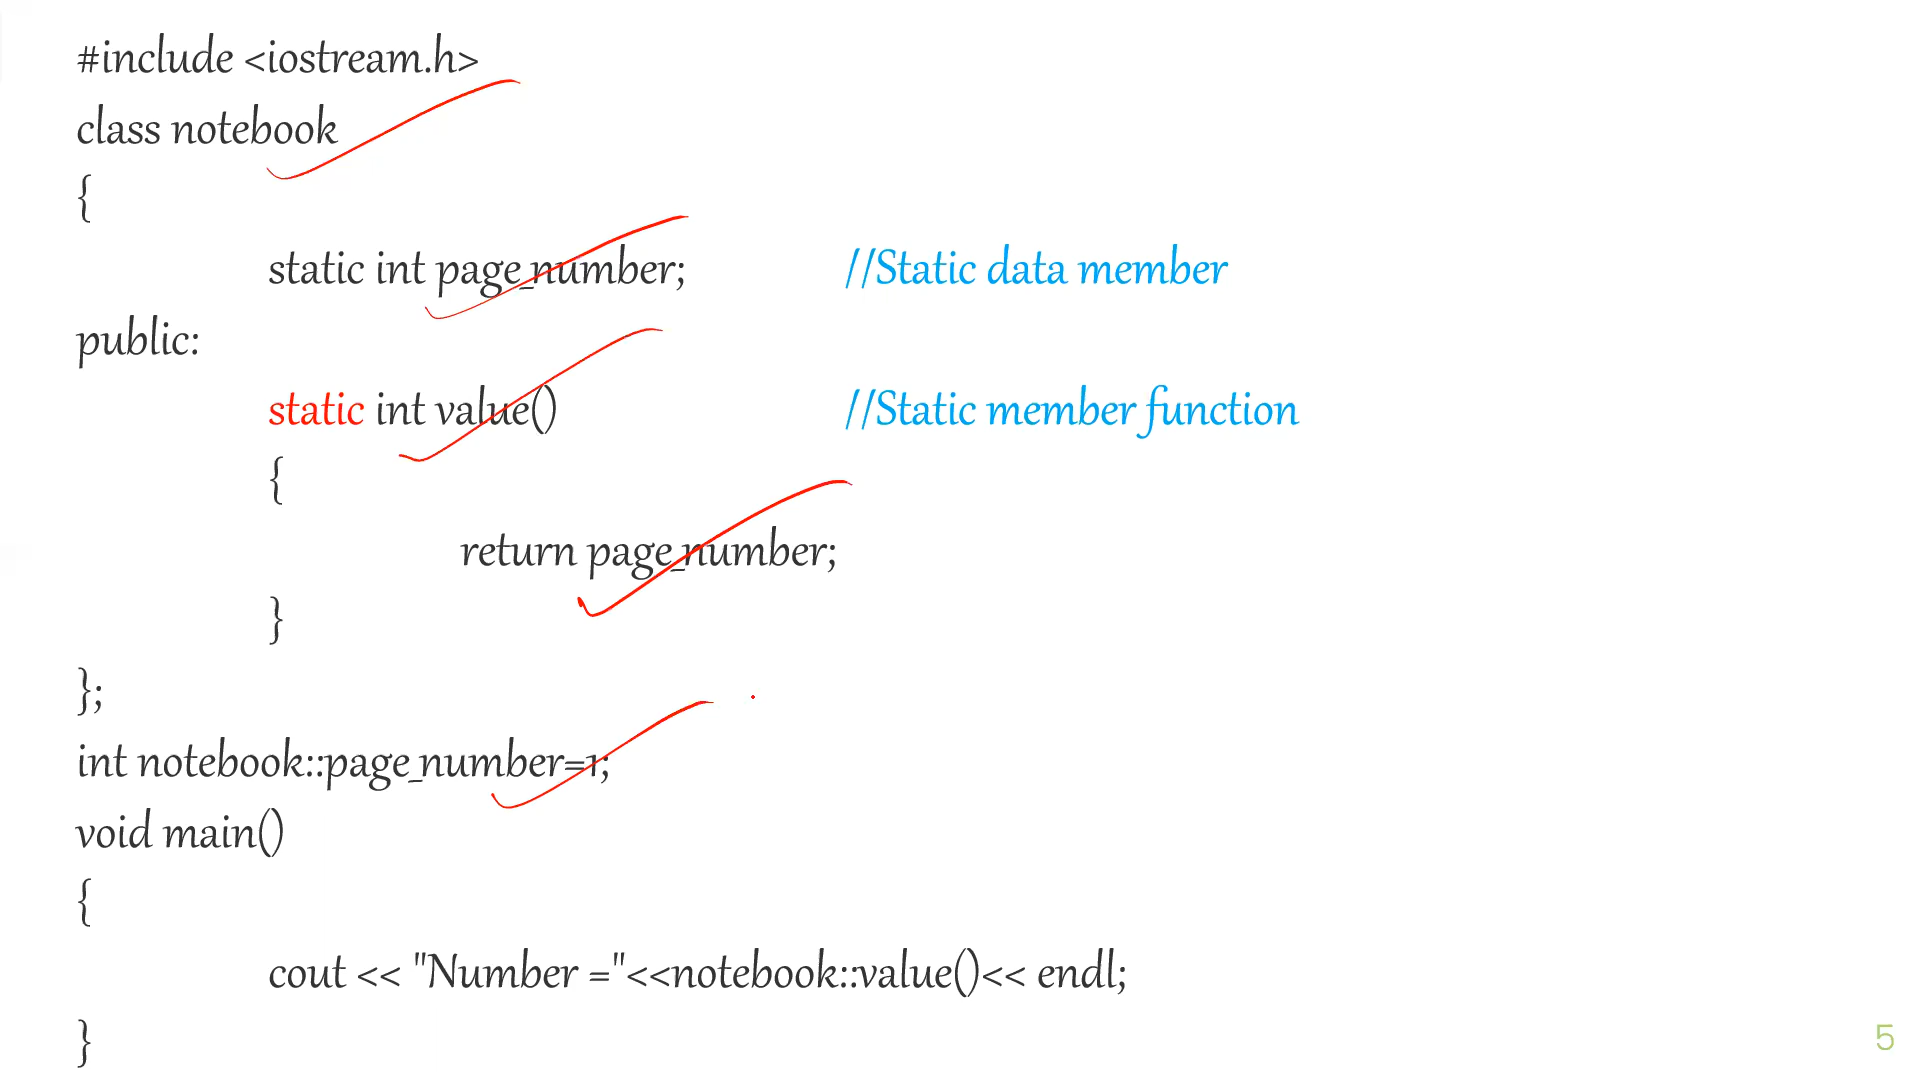 #include <iostream.h>
class notebook
{
static int page_number; //Static data member
public:
static int value() //Static member function
{
return page_number;
}
};
int notebook::page_number=1;
void main()
{
cout << "Number ="<<notebook::value()<< endl;
}
5